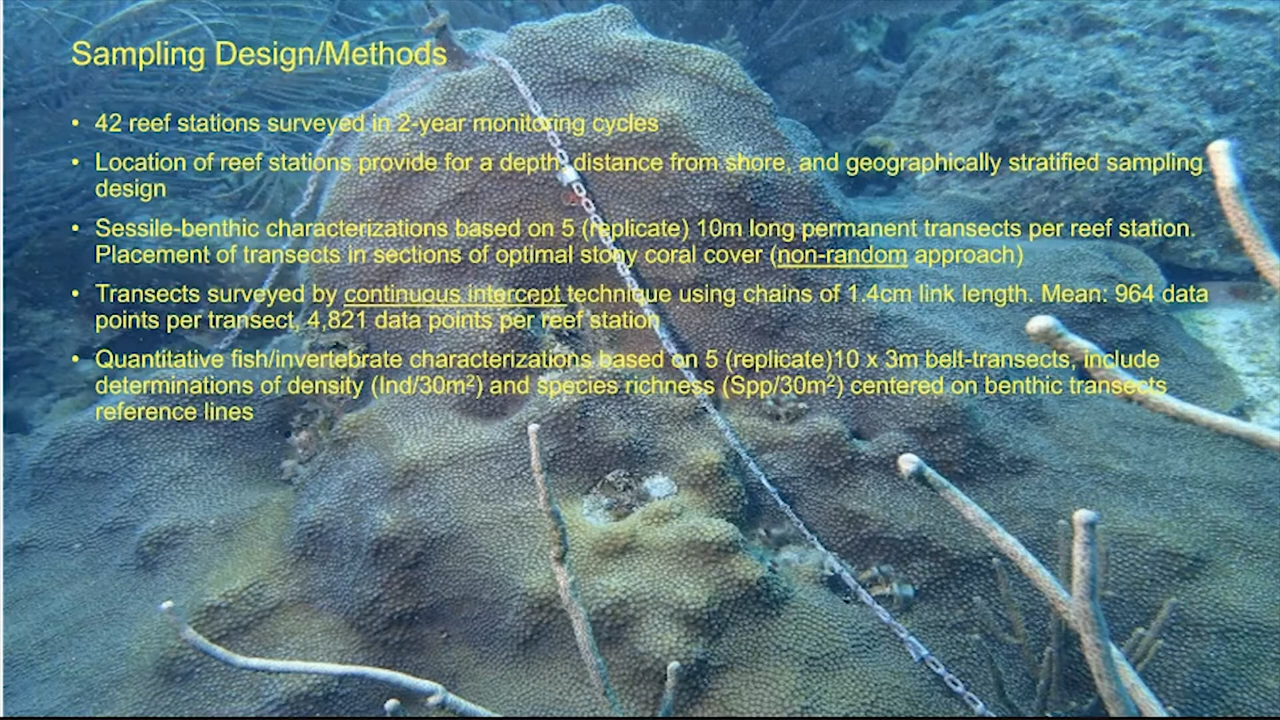 Sampling Design/Methods
• 42 reef stations surveyed in 2-year monitoring cycles
• Location of reef stations provide for a depth, distance from shore, and geographically stratified sampling
design
• Sessile-benthic characterizations based on 5 (replicate) 10m long permanent transects per reef station.
Placement of transects in sections of optimal stony coral cover (non-random approach)
• Transects surveyed by continuous intercept technique using chains of 1.4cm link length. Mean: 964 data
points per transect, 4,821 data points per reef station
• Quantitative fish/invertebrate characterizations based on 5 (replicate)10 x 3m belt-transects, include
determinations of density (Ind/30m²) and species richness (Spp/30m²) centered on benthic transects
reference lines